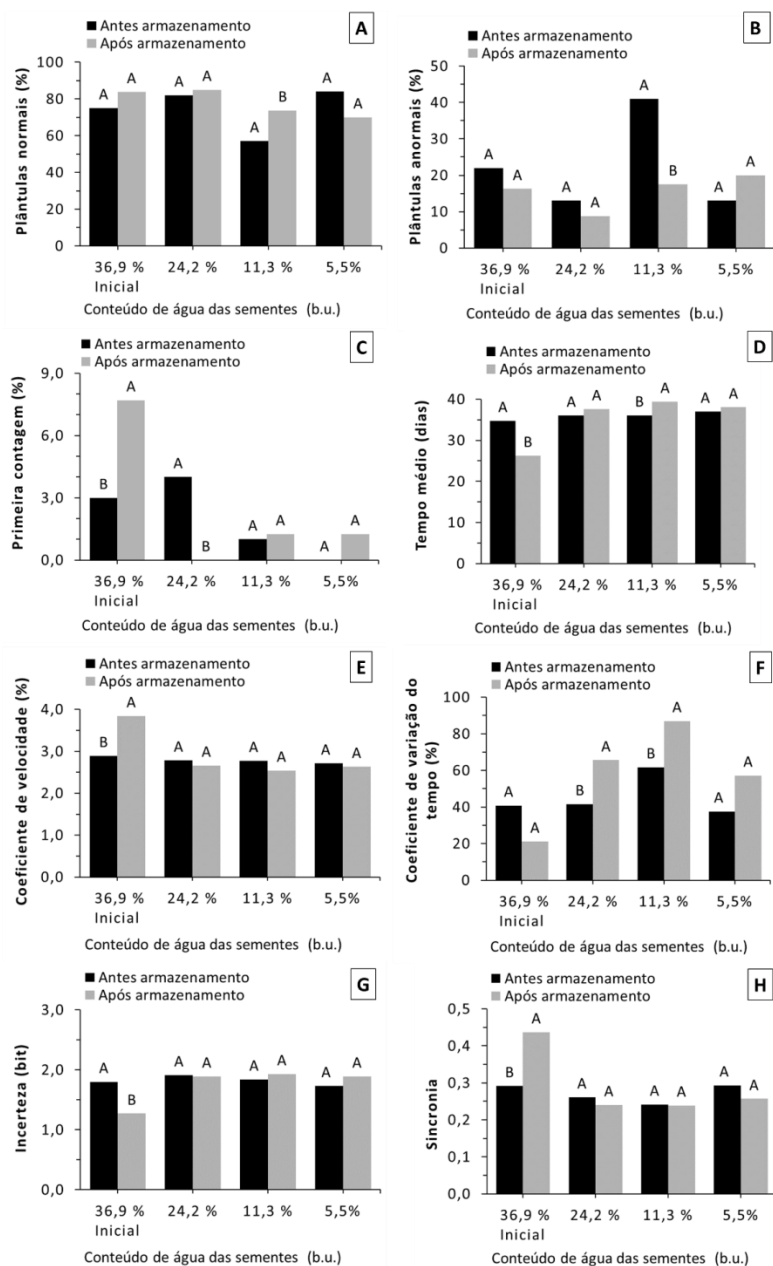 A
Antes armazenamento
Após armazenamento
Plântulas normais (%)
100
80
60
40
20
0
A A A A A B A A
36,9 % 24,2 % 11,3 % 5,5%
Inicial
Conteúdo de água das sementes (b.u.)
B
Antes armazenamento
Após armazenamento
Plântulas anormais (%)
50
40
30
20
10
0
A A A A A B A A
36,9 % 24,2 % 11,3 % 5,5%
Inicial
Conteúdo de água das sementes (b.u.)
C
Antes armazenamento
Após armazenamento
Primeira contagem (%)
9,0
6,0
3,0
0,0
B A A B A A A A
36,9 % 24,2 % 11,3 % 5,5%
Inicial
Conteúdo de água das sementes (b.u.)
D
Antes armazenamento
Após armazenamento
Tempo médio (dias)
40
30
20
10
0
A B A A B A A A
36,9 % 24,2 % 11,3 % 5,5%
Inicial
Conteúdo de água das sementes (b.u.)
E
Antes armazenamento
Após armazenamento
Coeficiente de velocidade (%)
4,0
3,0
2,0
1,0
0,0
B A A A A A A A
36,9 % 24,2 % 11,3 % 5,5%
Inicial
Conteúdo de água das sementes (b.u.)
F
Antes armazenamento
Após armazenamento
Coeficiente de variação do
tempo (%)
100
80
60
40
20
0
A A B A B A A A
36,9 % 24,2 % 11,3 % 5,5%
Inicial
Conteúdo de água das sementes (b.u.)
G
Antes armazenamento
Após armazenamento
Incerteza (bit)
3,0
2,0
1,0
0,0
A B A A A A A A
36,9 % 24,2 % 11,3 % 5,5%
Inicial
Conteúdo de água das sementes (b.u.)
H
Antes armazenamento
Após armazenamento
Sincronia
0,5
0,4
0,3
0,2
0,1
0,0
B A A A A A A A
36,9 % 24,2 % 11,3 % 5,5%
Inicial
Conteúdo de água das sementes (b.u.)